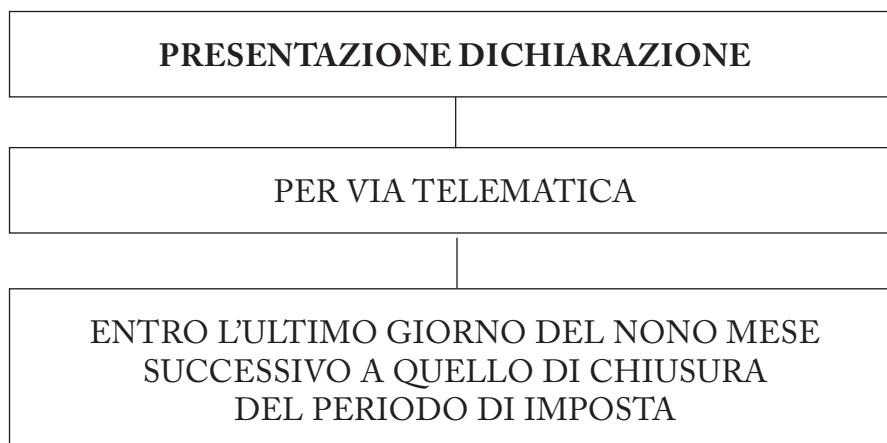 PRESENTAZIONE DICHIARAZIONE
PER VIA TELEMATICA
ENTRO L'ULTIMO GIORNO DEL NONO MESE
SUCCESSIVO A QUELLO DI CHIUSURA
DEL PERIODO DI IMPOSTA